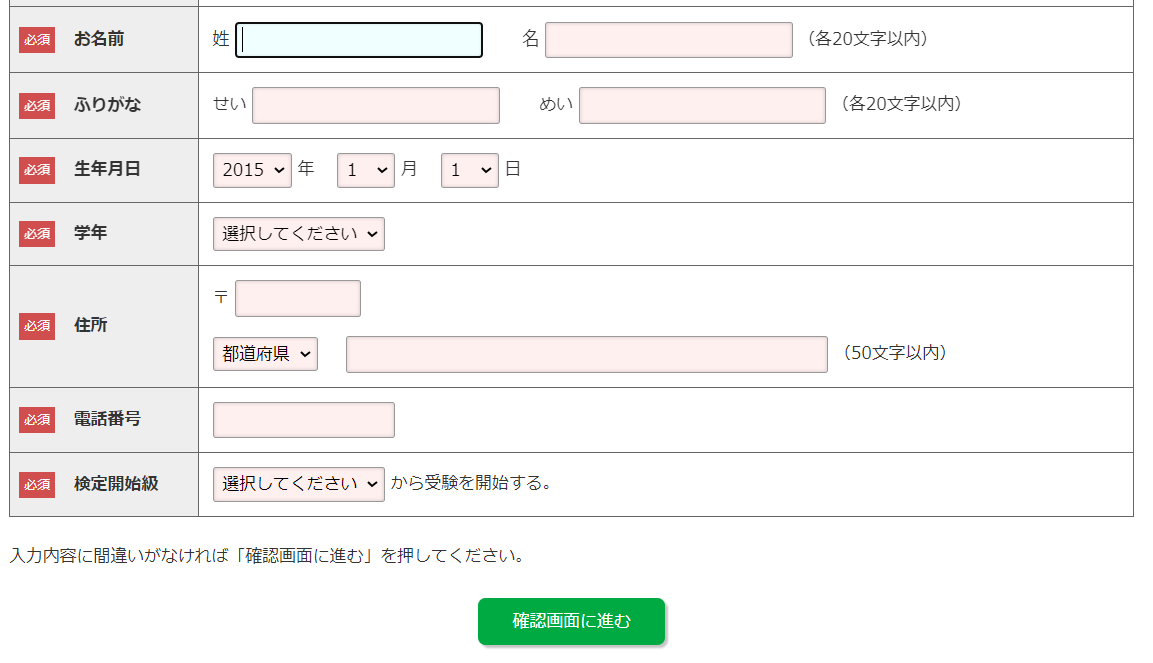 必須 お名前 姓 名 （各20文字以内）
必須 ふりがな せい めい （各20文字以内）
必須 生年月日 2015 年 1 月 1 日
必須 学年 選択してください
必須 住所
〒
都道府県 （50文字以内）
必須 電話番号
必須 検定開始級 選択してください から受験を開始する。
入力内容に間違いがなければ「確認画面に進む」を押してください。
確認画面に進む